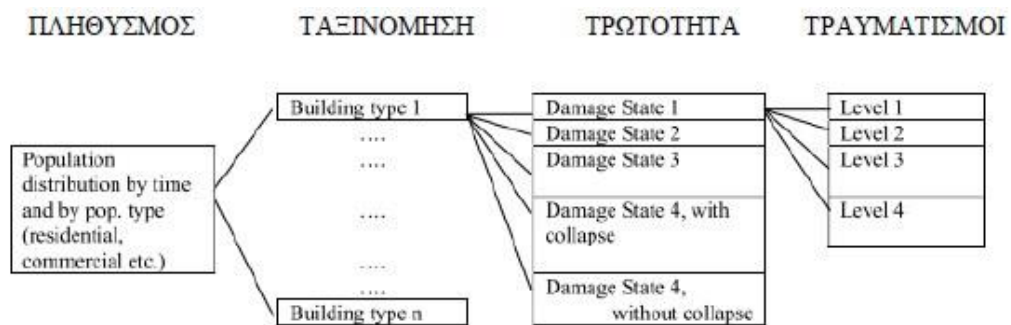 ΠΛΗΘΥΣΜΟΣ ΤΑΞΙΝΟΜΗΣΗ ΤΡΩΤΟΤΗΤΑ ΤΡΑΥΜΑΤΙΣΜΟΙ
Population
distribution by time
and by pop. type
(residential,
commercial etc.)
Building type 1
....
....
....
....
....
Building type n
Damage State 1
Damage State 2
Damage State 3
Damage State 4, with
collapse
Damage State 4,
without collapse
Level 1
Level 2
Level 3
Level 4